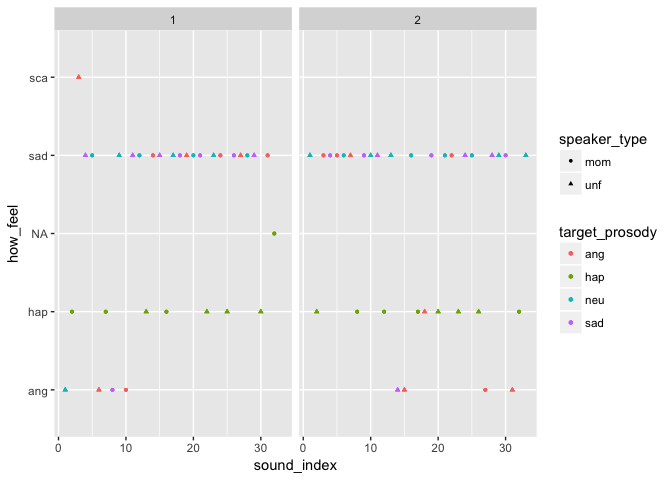 1
2
sca
sad
NA
hap
ang
how_feel
0
10
20
30
0
10
20
30
sound_index
speaker_type
mom
unf
target_prosody
ang
hap
neu
sad